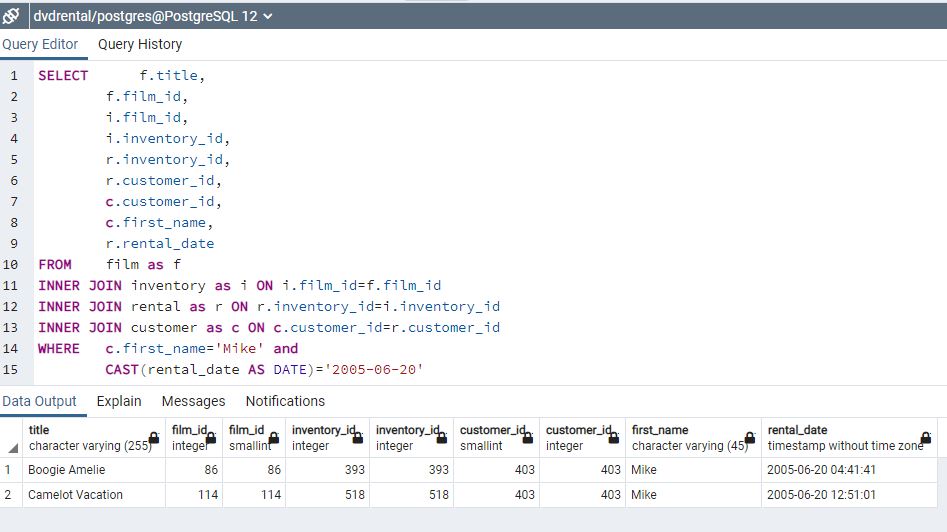 dvdrental/postgres@PostgreSQL 12
Query Editor Query History
1 SELECT f.title,
2 f.film_id,
3 i.film_id,
4 i.inventory_id,
5 r.inventory_id,
6 r.customer_id,
7 c.customer_id,
8 c.first_name,
9 r.rental_date
10 FROM film as f
11 INNER JOIN inventory as i ON i.film_id=f.film_id
12 INNER JOIN rental as r ON r.inventory_id=i.inventory_id
13 INNER JOIN customer as c ON c.customer_id=r.customer_id
14 WHERE c.first_name='Mike' and
15 CAST(rental_date AS DATE)='2005-06-20'
Data Output Explain Messages Notifications
title film_id film_id inventory_id inventory_id customer_id customer_id first_name rental_date
character varying (255) integer smallint integer integer smallint integer character varying (45) timestamp without time zone
1 Boogie Amelie 86 86 393 393 403 403 Mike 2005-06-20 04:41:41
2 Camelot Vacation 114 114 518 518 403 403 Mike 2005-06-20 12:51:01